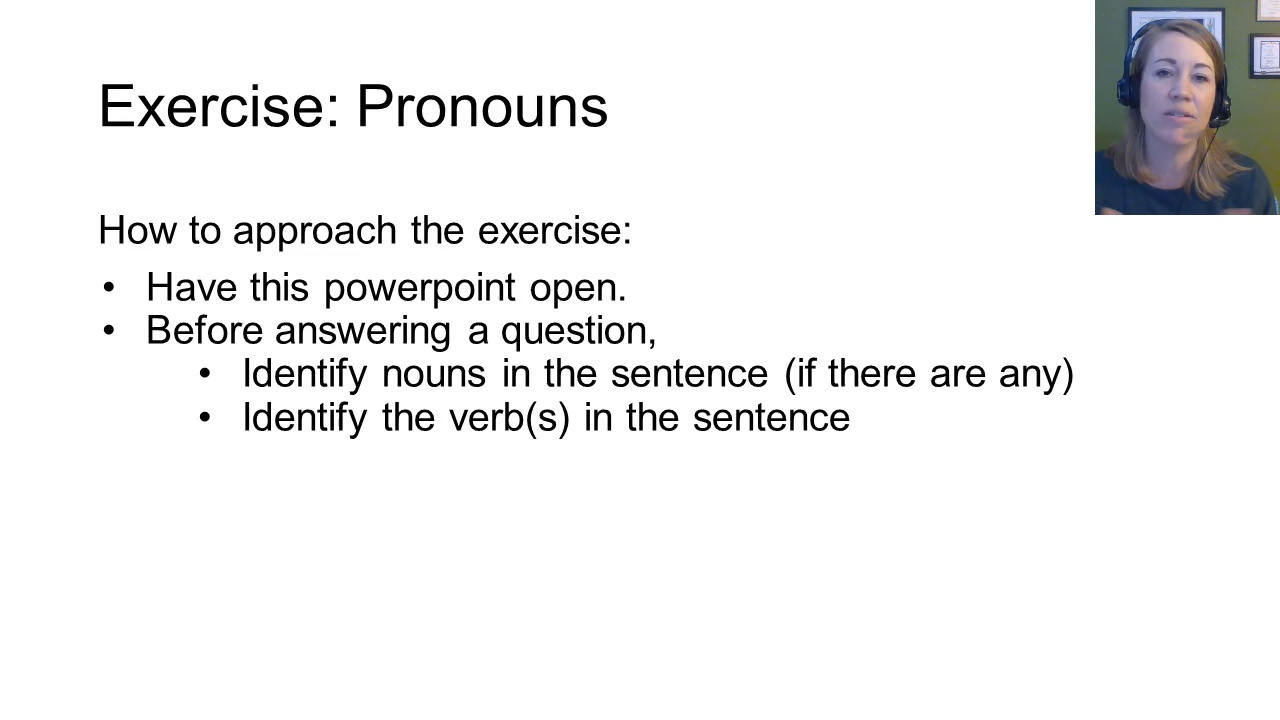 Exercise: Pronouns
How to approach the exercise:
• Have this powerpoint open.
• Before answering a question,
• Identify nouns in the sentence (if there are any)
• Identify the verb(s) in the sentence